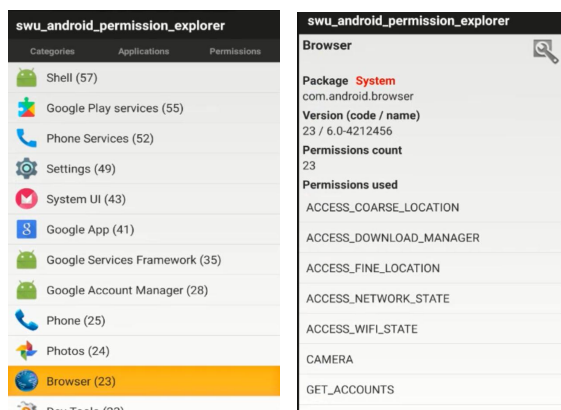 swu_android_permission_explorer
Categories Applications Permissions
Shell (57)
Google Play services (55)
Phone Services (52)
Settings (49)
System UI (43)
Google App (41)
Google Services Framework (35)
Google Account Manager (28)
Phone (25)
Photos (24)
Browser (23)
swu_android_permission_explorer
Browser
Package System
com.android.browser
Version (code / name)
23 / 6.0-4212456
Permissions count
23
Permissions used
ACCESS_COARSE_LOCATION
ACCESS_DOWNLOAD_MANAGER
ACCESS_FINE_LOCATION
ACCESS_NETWORK_STATE
ACCESS_WIFI_STATE
CAMERA
GET_ACCOUNTS